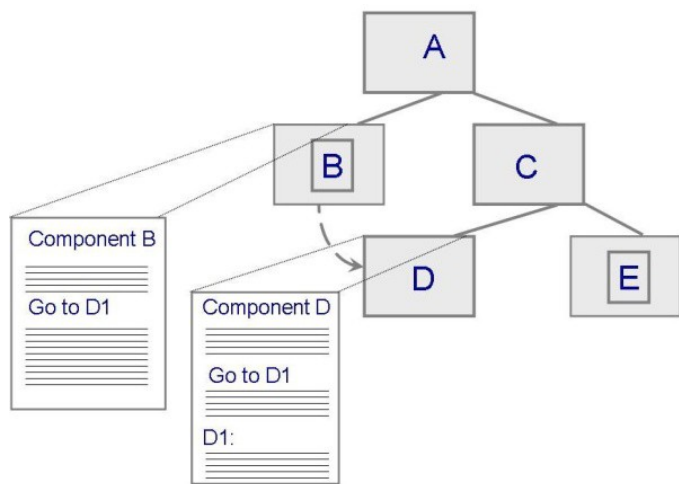 A
B
C
D
E
Component B
Go to D1
Component D
Go to D1
D1: